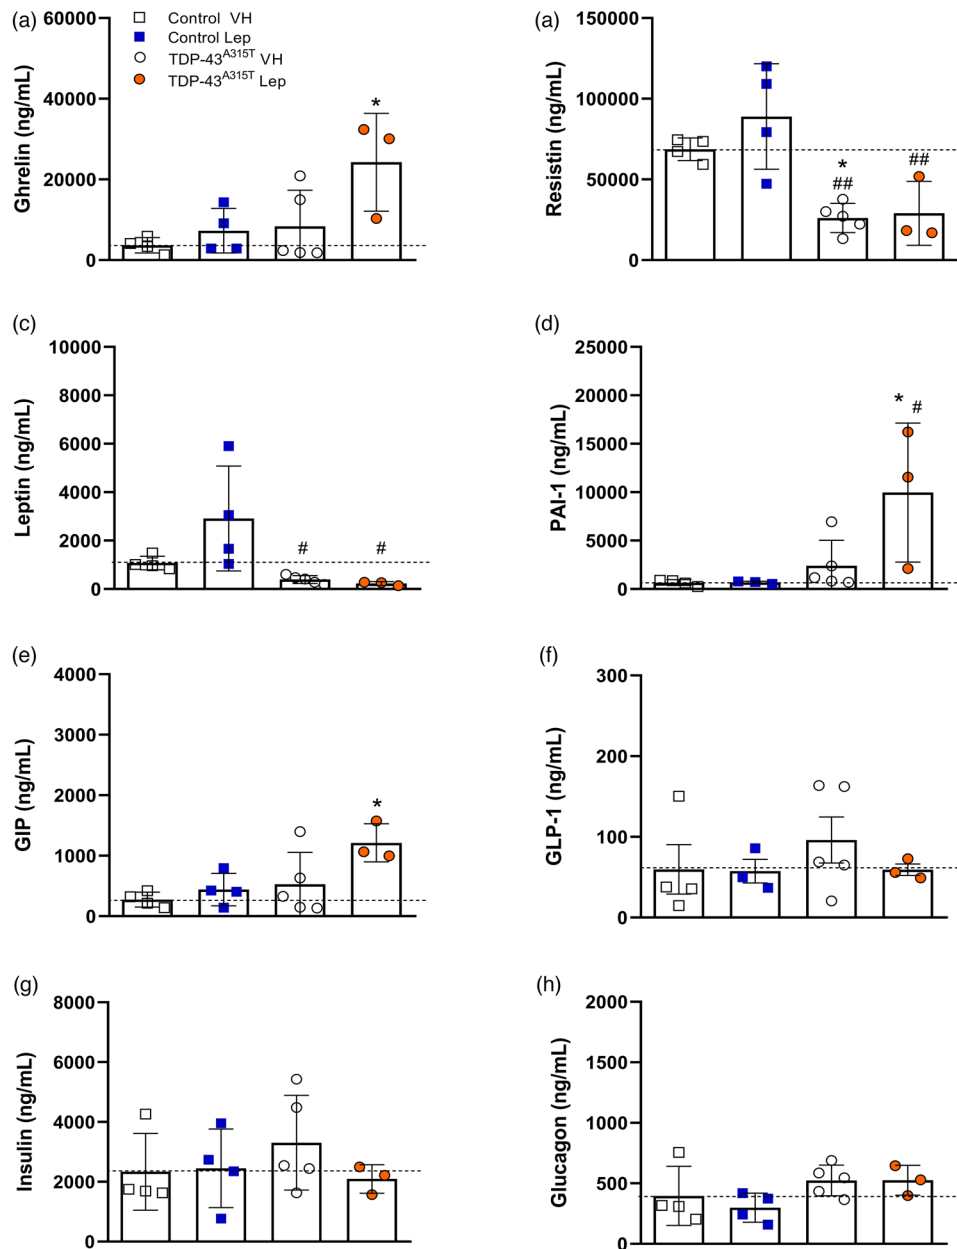 (a)
60000
40000
20000
0
Ghrelin (ng/mL)
Control VH
Control Lep
TDP-43A315T VH
TDP-43A315T Lep
*
(a)
150000
100000
50000
0
Resistin (ng/mL)
*
##
##
(c)
10000
8000
6000
4000
2000
0
Leptin (ng/mL)
#
#
(d)
25000
20000
15000
10000
5000
0
PAI-1 (ng/mL)
* #
(e)
4000
3000
2000
1000
0
GIP (ng/mL)
*
(f)
300
200
100
0
GLP-1 (ng/mL)
(g)
8000
6000
4000
2000
0
Insulin (ng/mL)
(h)
2000
1500
1000
500
0
Glucagon (ng/mL)